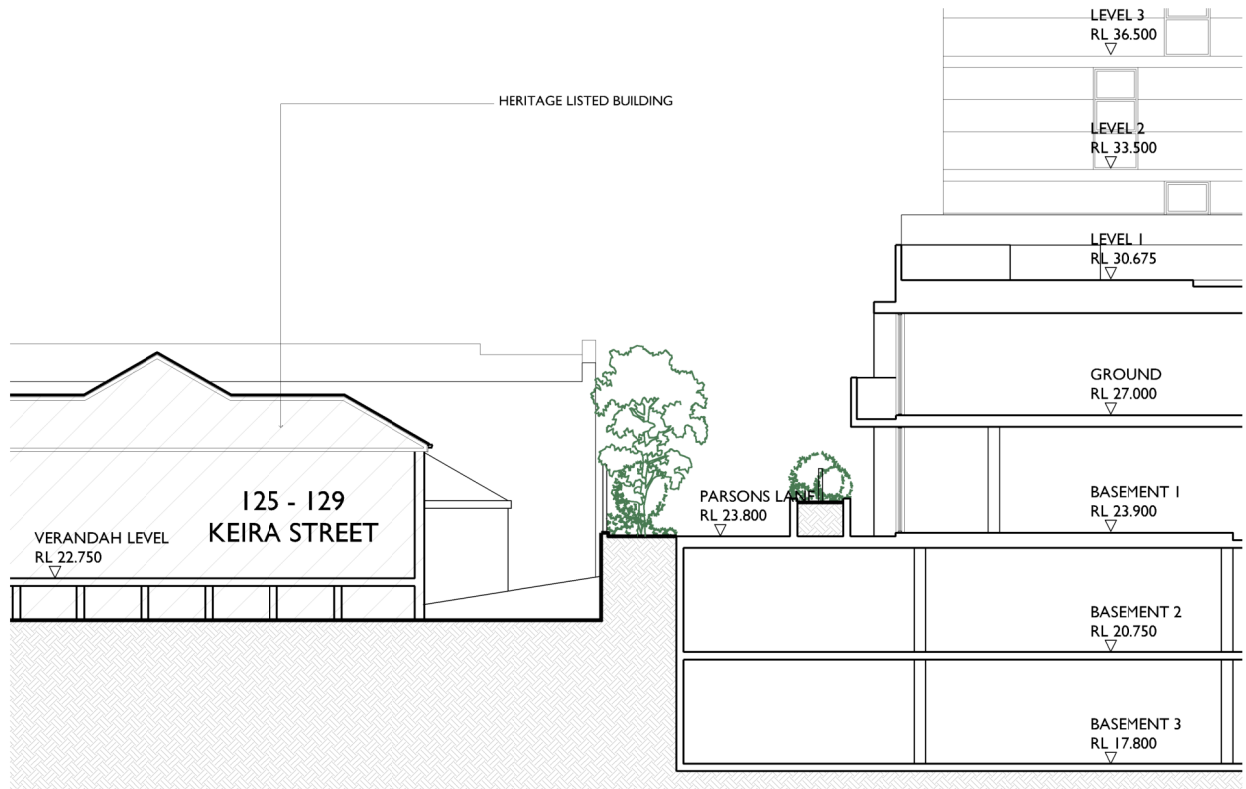 LEVEL 3
RL 36.500
HERITAGE LISTED BUILDING
LEVEL 2
RL 33.500
LEVEL 1
RL 30.675
GROUND
RL 27.000
125 - 129
KEIRA STREET
VERANDAH LEVEL
RL 22.750
PARSONS LANE
RL 23.800
BASEMENT 1
RL 23.900
BASEMENT 2
RL 20.750
BASEMENT 3
RL 17.800